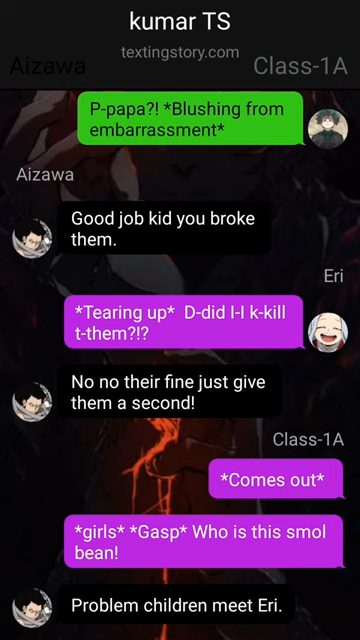 kumar TS
textingstory.com
Aizawa
Class-1A
P-papa?! *Blushing from
embarrassment*
Aizawa
Good job kid you broke
them.
Eri
*Tearing up*  D-did I-I k-kill
t-them?!?
No no their fine just give
them a second!
Class-1A
*Comes out*
*girls* *Gasp* Who is this smol
bean!
Problem children meet Eri.